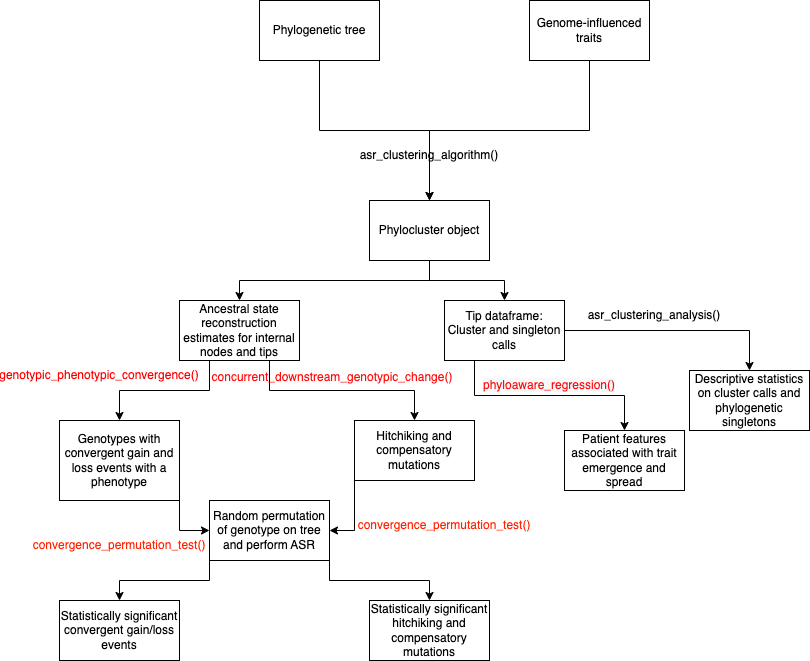 Phylogenetic tree
Genome-influenced
traits
asr_clustering_algorithm()
Phylocluster object
Ancestral state
reconstruction
estimates for internal
nodes and tips
Tip dataframe:
Cluster and singleton
calls
asr_clustering_analysis()
genotypic_phenotypic_convergence()
concurrent_downstream_genotypic_change()
phyloaware_regression()
Descriptive statistics
on cluster calls and
phylogenetic
singletons
Genotypes with
convergent gain and
loss events with a
phenotype
Hitchiking and
compensatory
mutations
Patient features
associated with trait
emergence and
spread
Random permutation
of genotype on tree
and perform ASR
convergence_permutation_test()
convergence_permutation_test()
Statistically significant
convergent gain/loss
events
Statistically significant
hitchiking and
compensatory
mutations